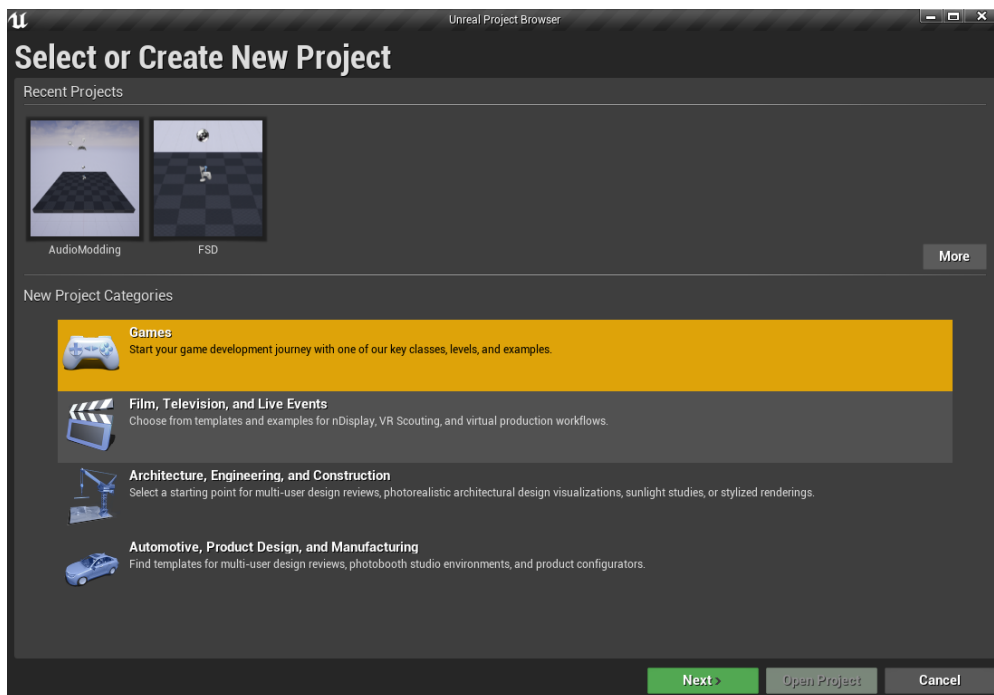 Unreal Project Browser
Select or Create New Project
Recent Projects
AudioModding
FSD
More
New Project Categories
Games
Start your game development journey with one of our key classes, levels, and examples.
Film, Television, and Live Events
Choose from templates and examples for nDisplay, VR Scouting, and virtual production workflows.
Architecture, Engineering, and Construction
Select a starting point for multi-user design reviews, photorealistic architectural design visualizations, sunlight studies, or stylized renderings.
Automotive, Product Design, and Manufacturing
Find templates for multi-user design reviews, photobooth studio environments, and product configurators.
Next >
Open Project
Cancel